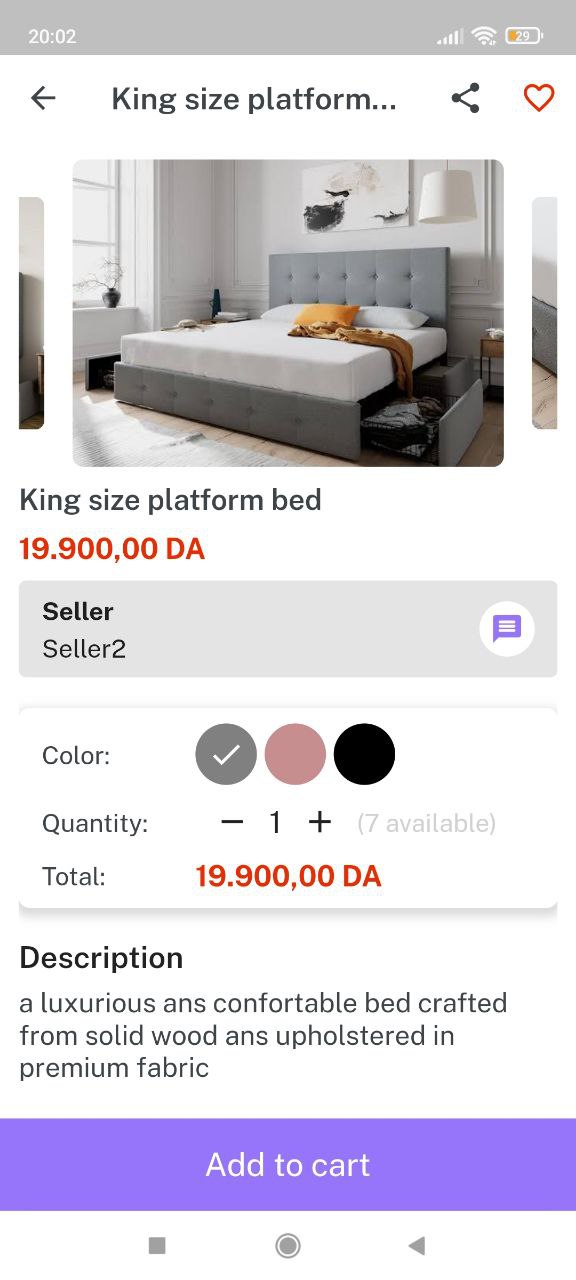 20:02
29
King size platform...
King size platform bed
19.900,00 DA
Seller
Seller2
Color:
Quantity: − 1 + (7 available)
Total: 19.900,00 DA
Description
a luxurious ans confortable bed crafted
from solid wood ans upholstered in
premium fabric
Add to cart